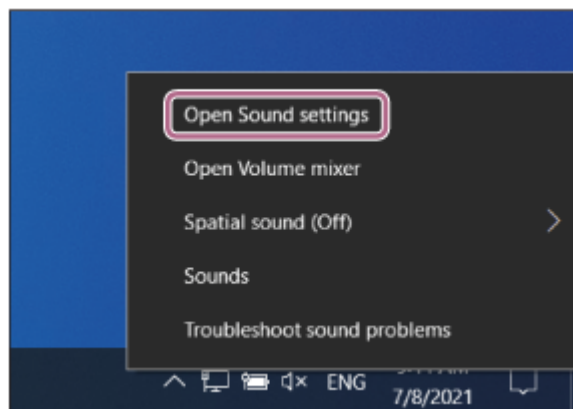 Open Sound settings
Open Volume mixer
Spatial sound (Off)
Sounds
Troubleshoot sound problems
ENG
7/8/2021